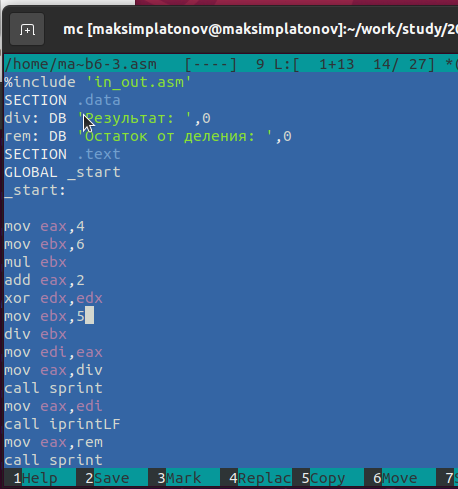 mc [maksimplatonov@maksimplatonov]:~/work/study/20
/home/ma~b6-3.asm [----] 9 L:[ 1+13 14/ 27] *(
%include 'in_out.asm'
SECTION .data
div: DB 'Результат: ',0
rem: DB 'Остаток от деления: ',0
SECTION .text
GLOBAL _start
_start:
mov eax,4
mov ebx,6
mul ebx
add eax,2
xor edx,edx
mov ebx,5
div ebx
mov edi,eax
mov eax,div
call sprint
mov eax,edi
call iprintLF
mov eax,rem
call sprint
1Help 2Save 3Mark 4Replac 5Copy 6Move 7